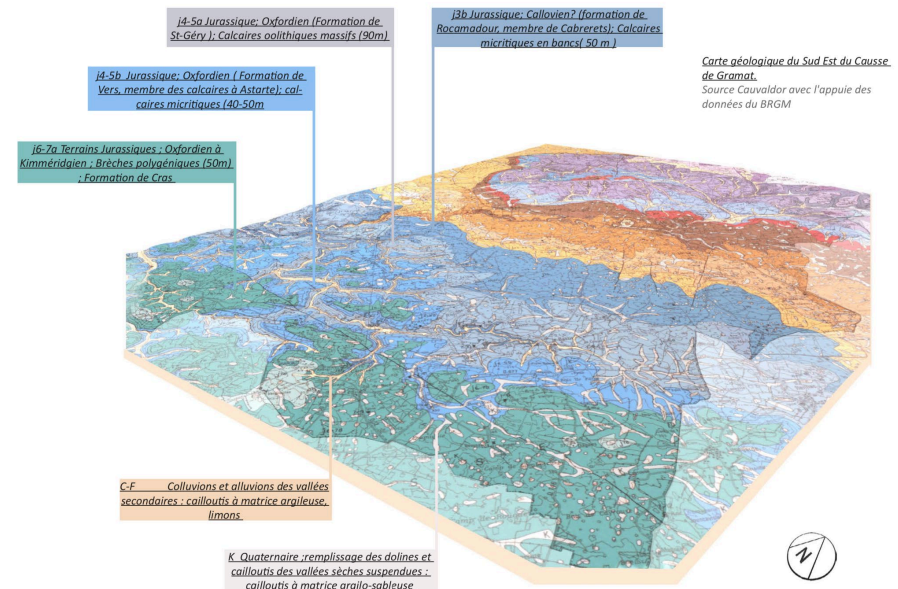 j4-5a Jurassique; Oxfordien (Formation de
St-Géry ); Calcaires oolithiques massifs (90m)
j3b Jurassique; Callovien? (formation de
Rocamadour, membre de Cabrerets); Calcaires
micritiques en bancs( 50 m )
Carte géologique du Sud Est du Causse
de Gramat.
Source Cauvaldor avec l'appuie des
données du BRGM
j4-5b Jurassique; Oxfordien ( Formation de
Vers, membre des calcaires à Astarte); cal-
caires micritiques (40-50m
j6-7a Terrains Jurassiques ; Oxfordien à
Kimméridgien ; Brèches polygéniques (50m)
; Formation de Cras
C-F Colluvions et alluvions des vallées
secondaires : cailloutis à matrice argileuse,
limons
K Quaternaire ;remplissage des dolines et
cailloutis des vallées sèches suspendues :
cailloutis à matrice argilo-sableuse
N